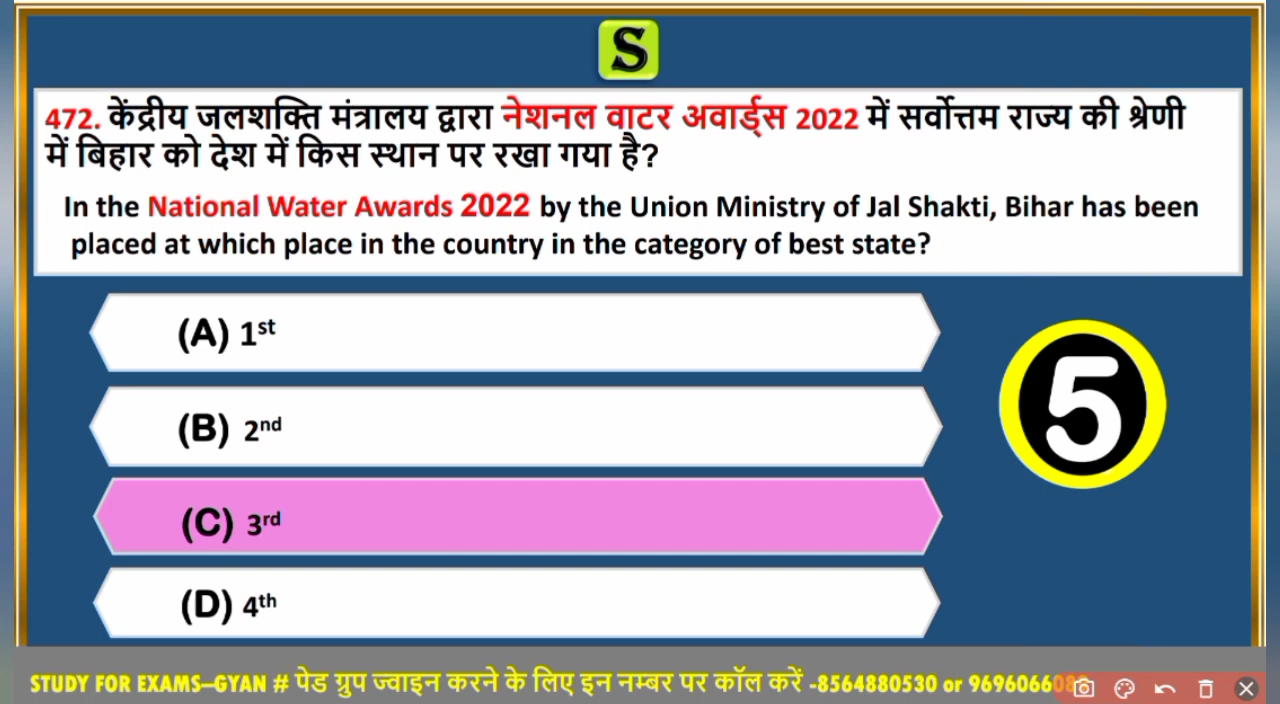 S
472. केंद्रीय जलशक्ति मंत्रालय द्वारा नेशनल वाटर अवार्ड्स 2022 में सर्वोत्तम राज्य की श्रेणी
में बिहार को देश में किस स्थान पर रखा गया है?
In the National Water Awards 2022 by the Union Ministry of Jal Shakti, Bihar has been
placed at which place in the country in the category of best state?
(A) 1st
(B) 2nd
5
(C) 3rd
(D) 4th
STUDY FOR EXAMS–GYAN # पेड ग्रुप ज्वाइन करने के लिए इन नम्बर पर कॉल करें -8564880530 or